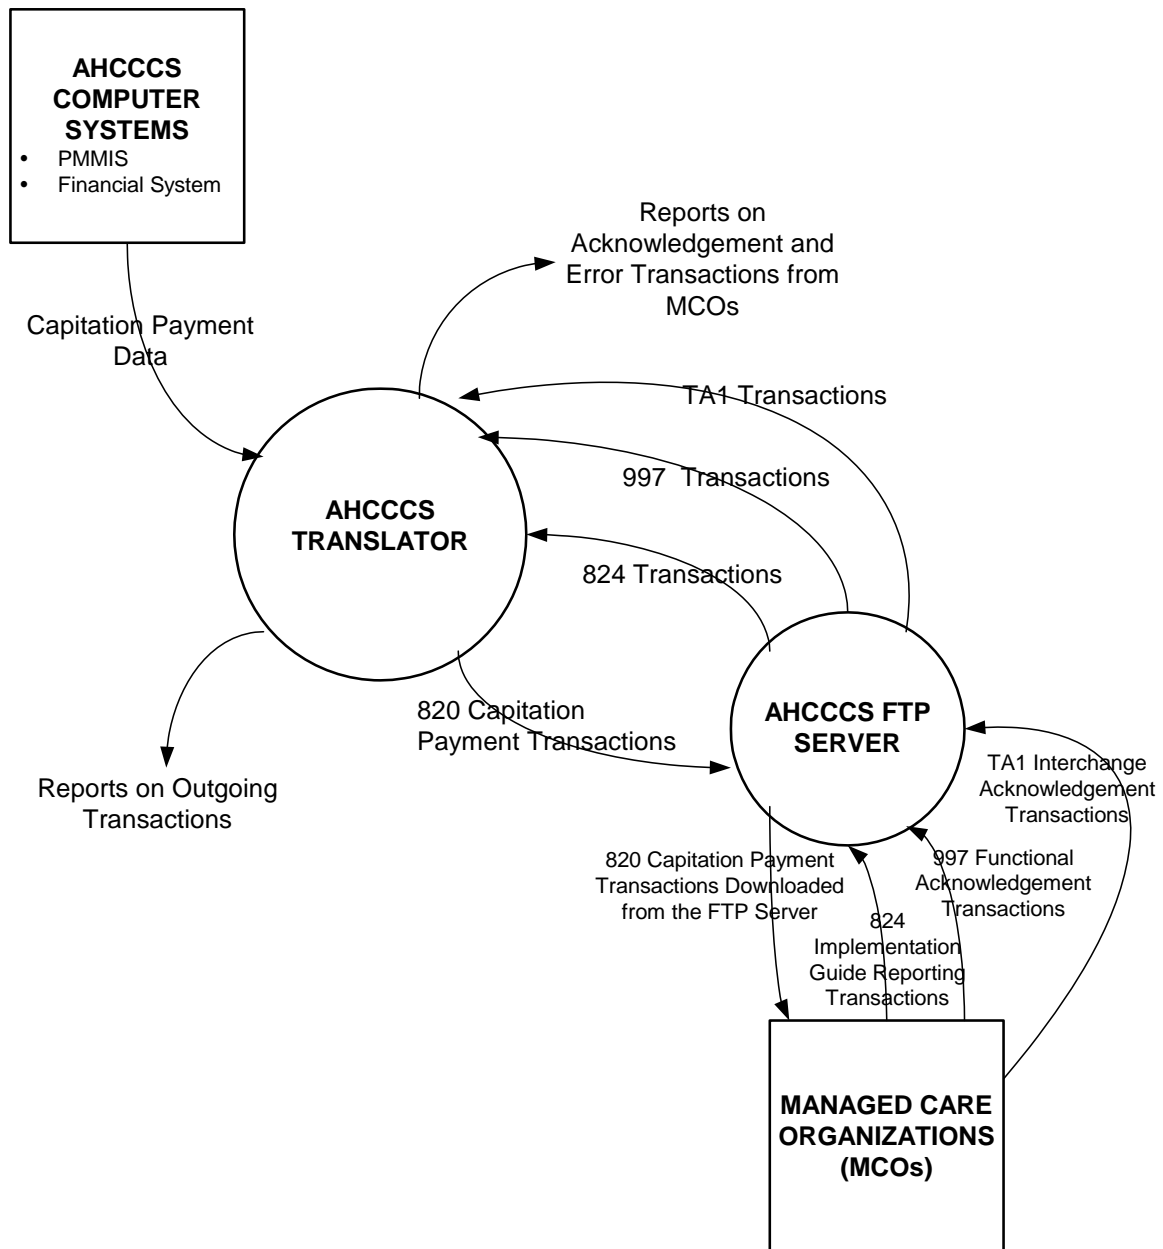 AHCCCS
COMPUTER
SYSTEMS
• PMMIS
• Financial System
Reports on
Acknowledgement and
Error Transactions from
MCOs
Capitation Payment
Data
TA1 Transactions
997 Transactions
AHCCCS
TRANSLATOR
824 Transactions
820 Capitation
Payment Transactions
AHCCCS FTP
SERVER
Reports on Outgoing
Transactions
TA1 Interchange
Acknowledgement
Transactions
820 Capitation Payment
Transactions Downloaded
from the FTP Server
997 Functional
Acknowledgement
Transactions
824
Implementation
Guide Reporting
Transactions
MANAGED CARE
ORGANIZATIONS
(MCOs)